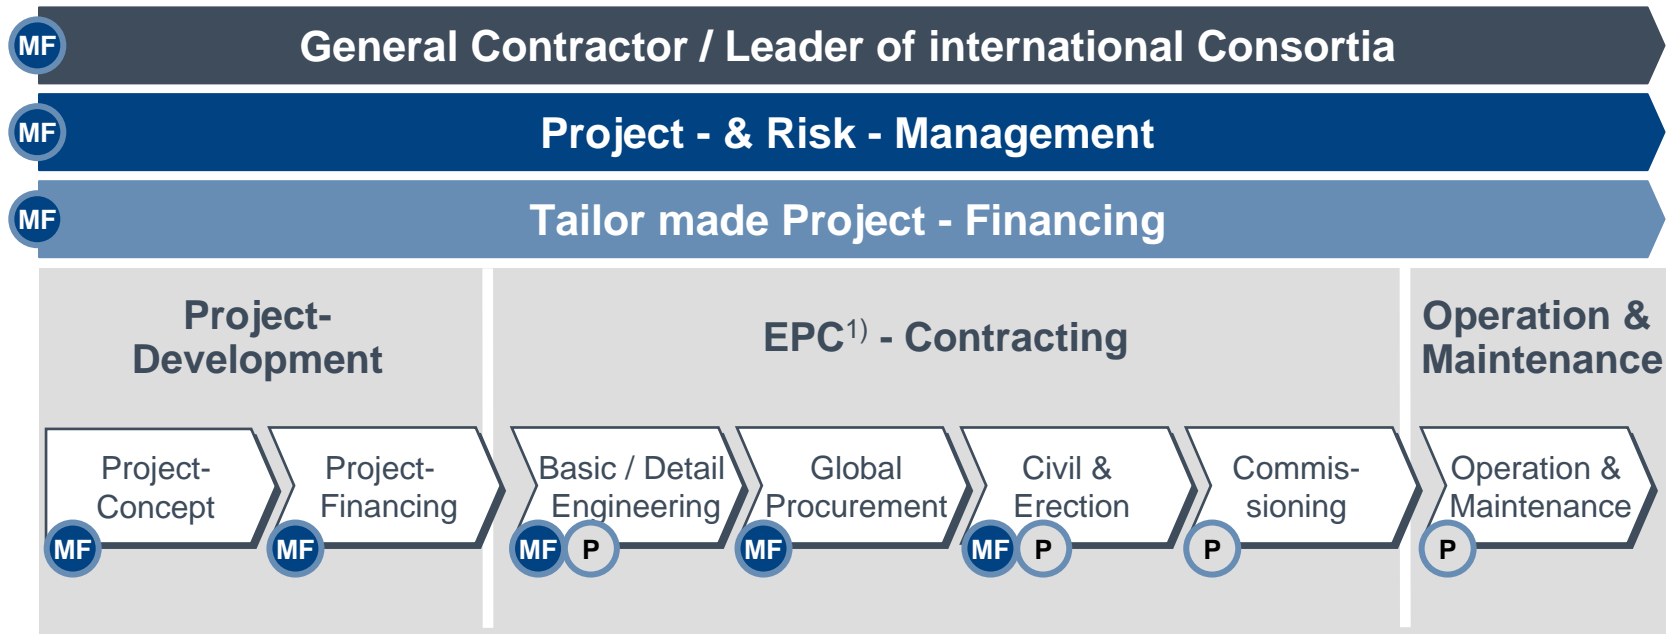 MF General Contractor / Leader of international Consortia
MF Project - & Risk - Management
MF Tailor made Project - Financing
Project-
Development
EPC1) - Contracting
Operation &
Maintenance
Project-
Concept
MF
Project-
Financing
MF
Basic / Detail
Engineering
MF P
Global
Procurement
MF
Civil &
Erection
MF P
Commis-
sioning
P
Operation &
Maintenance
P